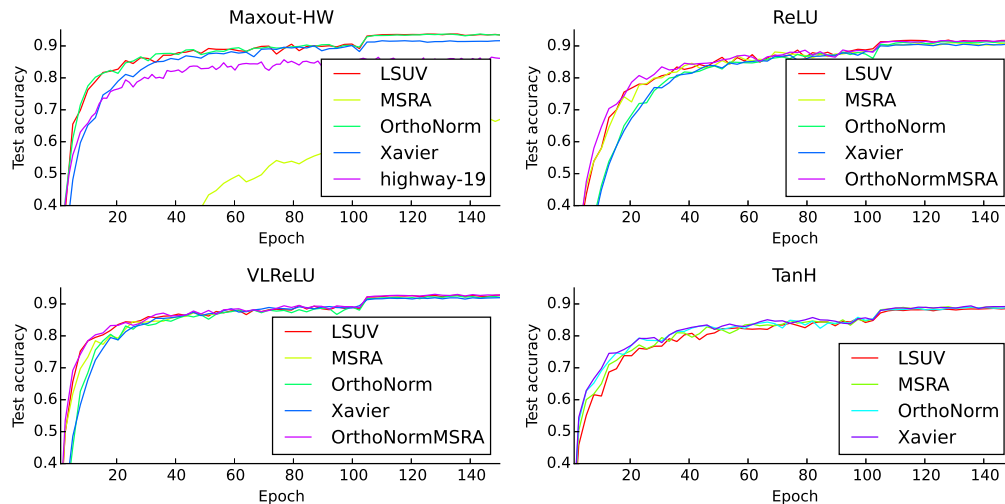 Maxout-HW
Test accuracy
0.9
0.8
0.7
0.6
0.5
0.4
LSUV
MSRA
OrthoNorm
Xavier
highway-19
20 40 60 80 100 120 140
Epoch
ReLU
Test accuracy
0.9
0.8
0.7
0.6
0.5
0.4
LSUV
MSRA
OrthoNorm
Xavier
OrthoNormMSRA
20 40 60 80 100 120 140
Epoch
VLReLU
Test accuracy
0.9
0.8
0.7
0.6
0.5
0.4
LSUV
MSRA
OrthoNorm
Xavier
OrthoNormMSRA
20 40 60 80 100 120 140
Epoch
TanH
Test accuracy
0.9
0.8
0.7
0.6
0.5
0.4
LSUV
MSRA
OrthoNorm
Xavier
20 40 60 80 100 120 140
Epoch